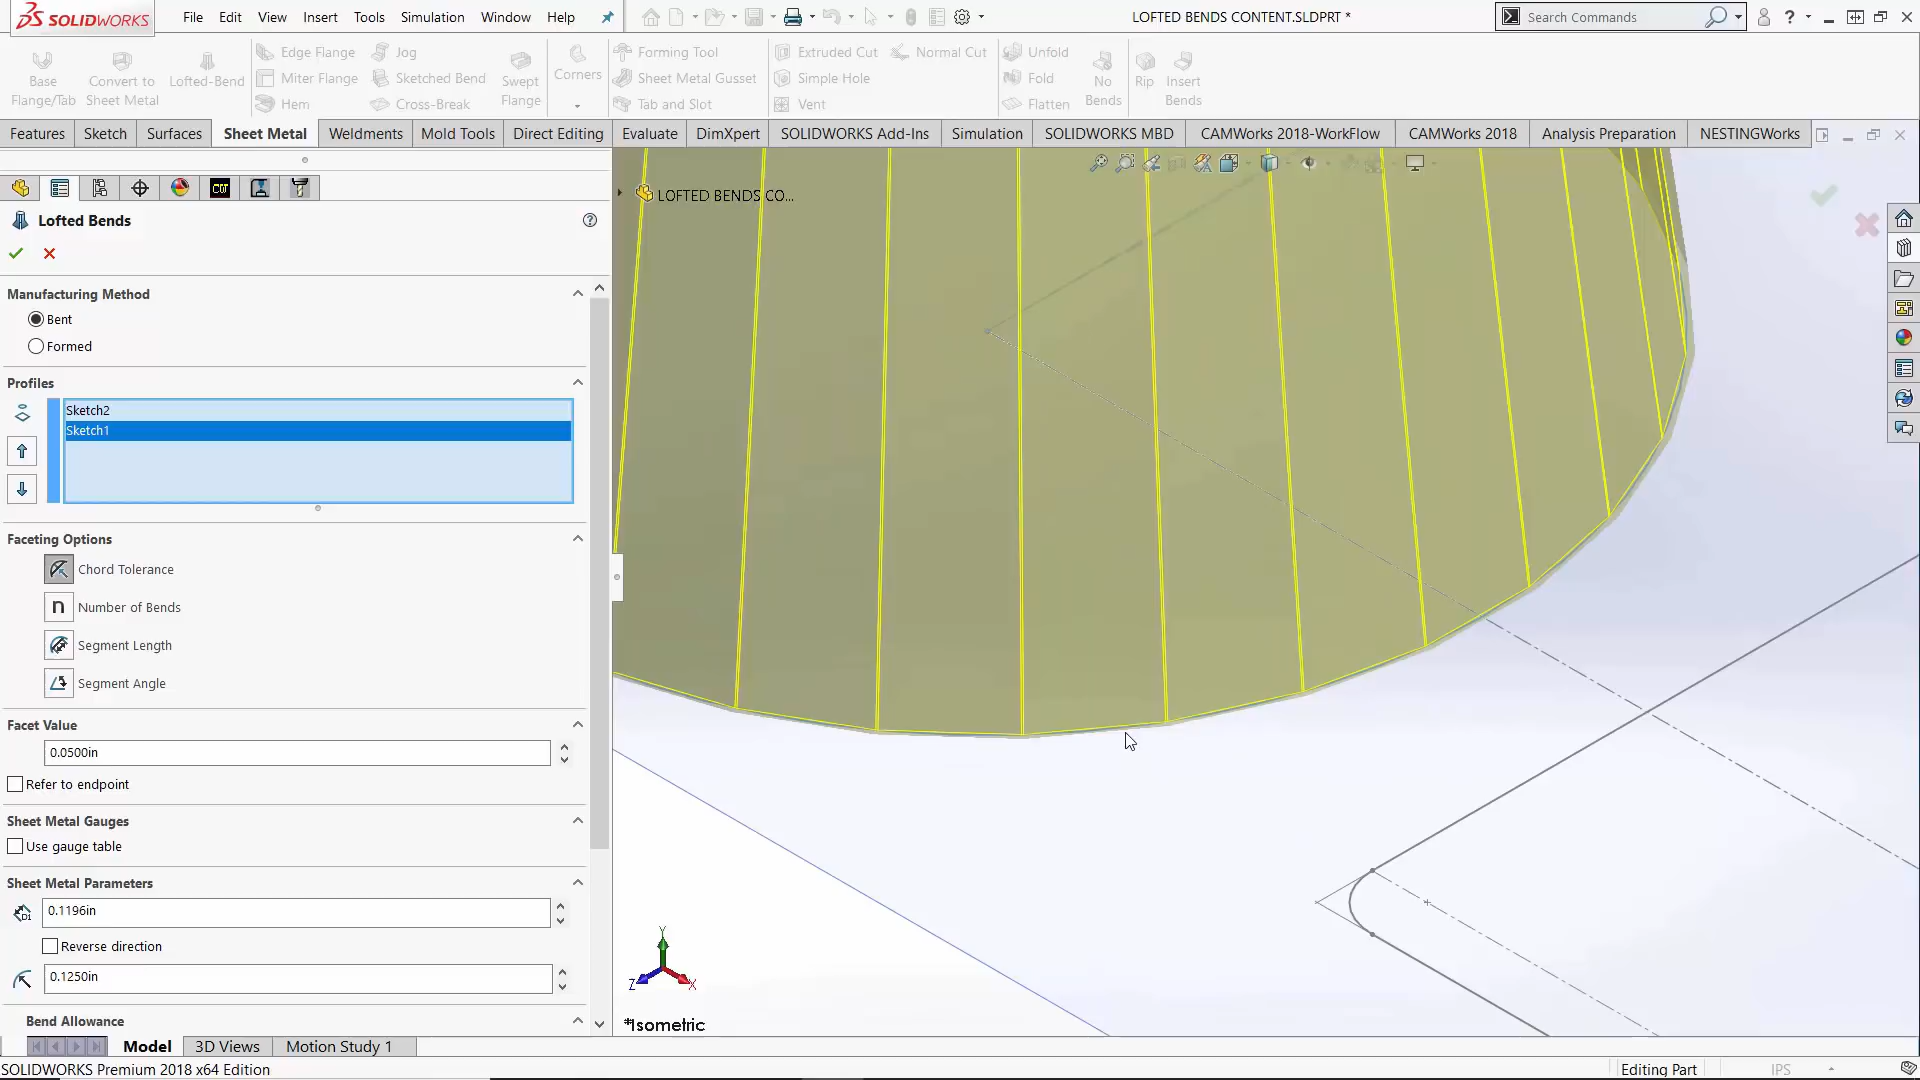 SOLIDWORKS File Edit View Insert Tools Simulation Window Help LOFTED BENDS CONTENT.SLDPRT * Search Commands ?
Base Flange/Tab
Convert to Sheet Metal
Lofted-Bend
Edge Flange
Miter Flange
Hem
Jog
Sketched Bend
Cross-Break
Swept Flange
Corners
Forming Tool
Sheet Metal Gusset
Tab and Slot
Extruded Cut
Simple Hole
Vent
Normal Cut
Unfold
Fold
Flatten
No Bends
Rip
Insert Bends
Features Sketch Surfaces Sheet Metal Weldments Mold Tools Direct Editing Evaluate DimXpert SOLIDWORKS Add-Ins Simulation SOLIDWORKS MBD CAMWorks 2018-WorkFlow CAMWorks 2018 Analysis Preparation NESTINGWorks
CW
LOFTED BENDS CO...
Lofted Bends ?
Manufacturing Method
Bent
Formed
Profiles
Sketch2
Sketch1
Faceting Options
Chord Tolerance
n Number of Bends
Segment Length
Segment Angle
Facet Value
0.0500in
Refer to endpoint
Sheet Metal Gauges
Use gauge table
Sheet Metal Parameters
0.1196in
Reverse direction
0.1250in
Bend Allowance
Y
Z X
*Isometric
Model 3D Views Motion Study 1
SOLIDWORKS Premium 2018 x64 Edition Editing Part IPS